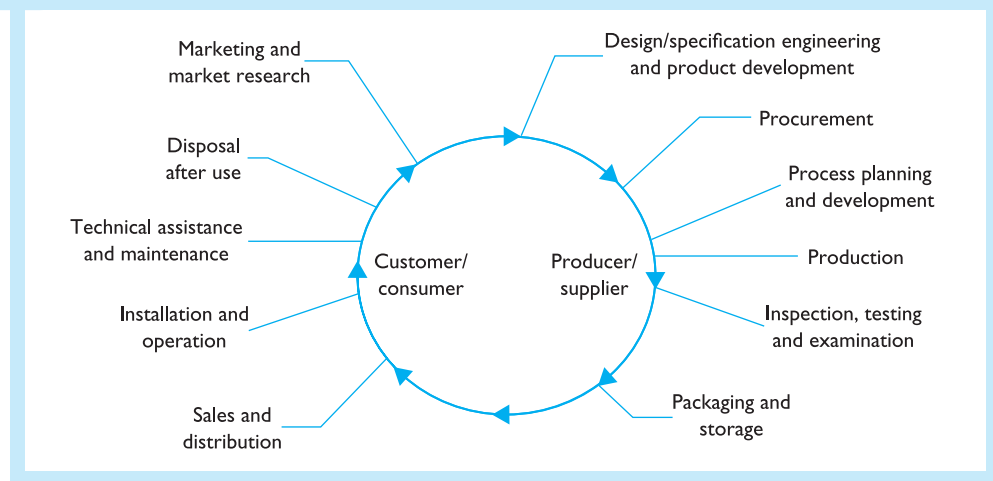 Marketing and
market research
Design/specification engineering
and product development
Procurement
Process planning
and development
Production
Inspection, testing
and examination
Packaging and
storage
Sales and
distribution
Installation and
operation
Technical assistance
and maintenance
Disposal
after use
Customer/
consumer
Producer/
supplier